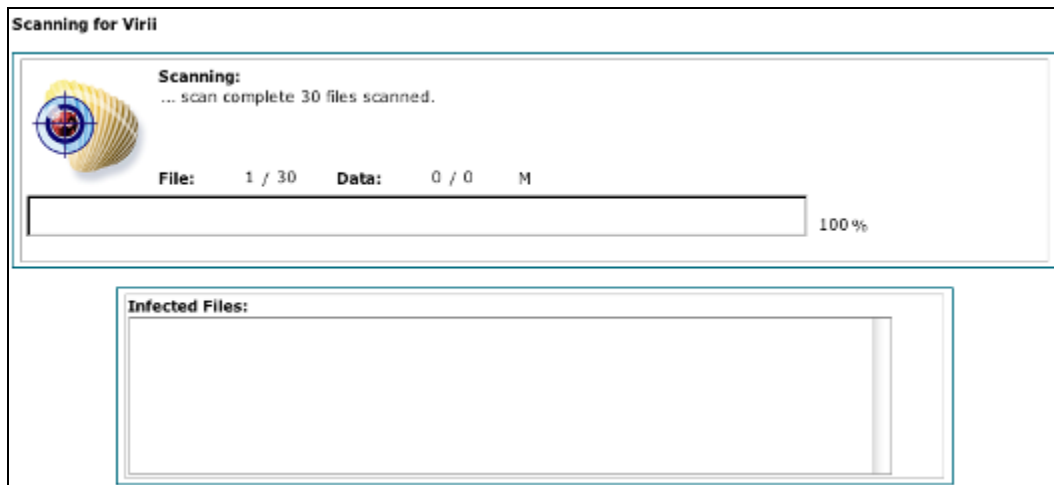 Scanning for Virii
Scanning:
... scan complete 30 files scanned.
File: 1 / 30 Data: 0 / 0 M
100%
Infected Files: